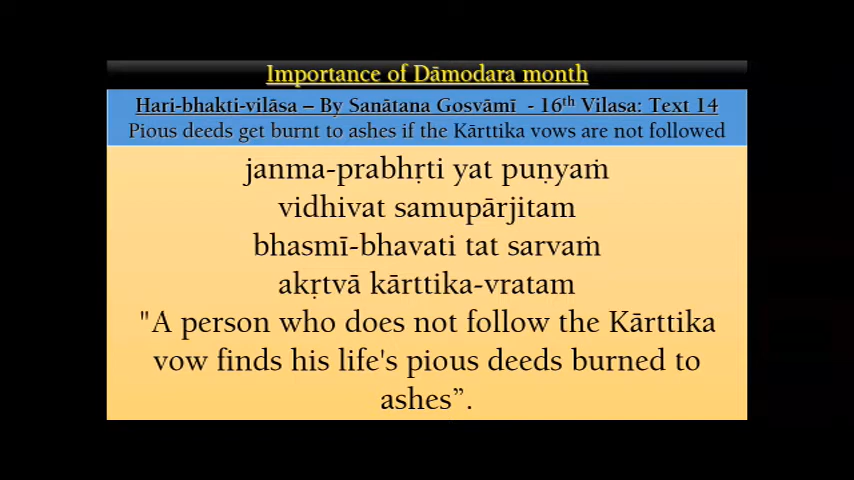 Importance of Dāmodara month
Hari-bhakti-vilāsa – By Sanātana Gosvāmī - 16th Vilasa: Text 14
Pious deeds get burnt to ashes if the Kārttika vows are not followed
janma-prabhṛti yat puṇyaṁ
vidhivat samupārjitam
bhasmī-bhavati tat sarvaṁ
akṛtvā kārttika-vratam
"A person who does not follow the Kārttika
vow finds his life's pious deeds burned to
ashes”.